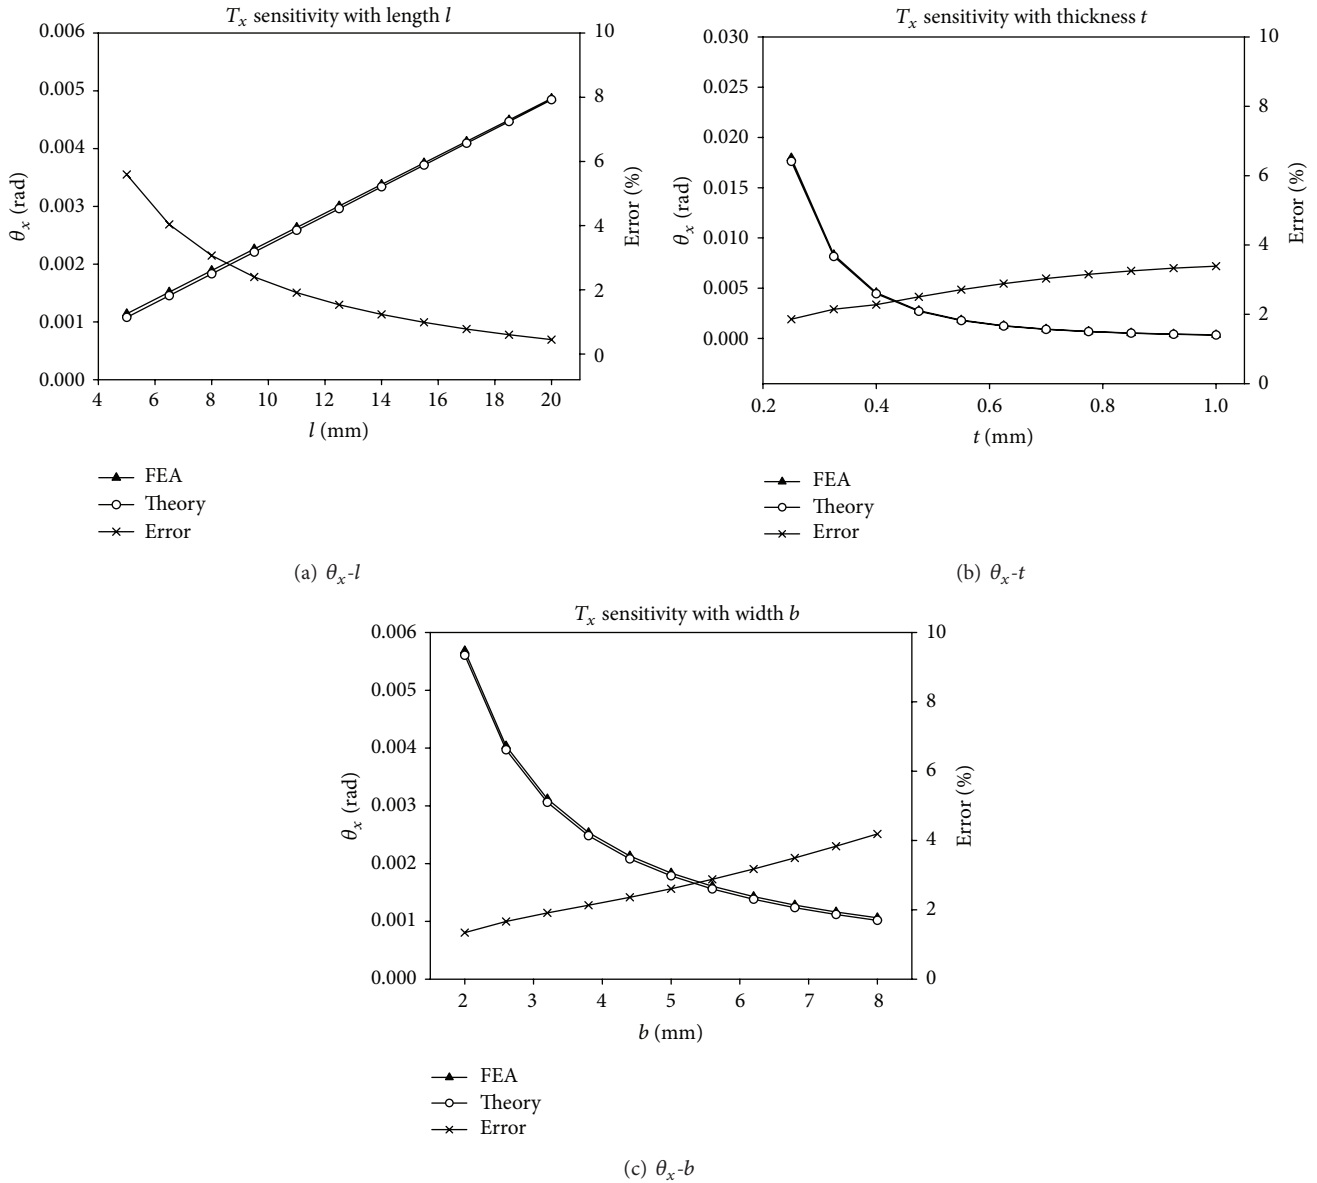 Tx sensitivity with length l
0.006
0.005
0.004
0.003
0.002
0.001
0.000
θx (rad)
10
8
6
4
2
0
Error (%)
4 6 8 10 12 14 16 18 20
l (mm)
FEA
Theory
Error
(a) θx-l
Tx sensitivity with thickness t
0.030
0.025
0.020
0.015
0.010
0.005
0.000
θx (rad)
10
8
6
4
2
0
Error (%)
0.2 0.4 0.6 0.8 1.0
t (mm)
FEA
Theory
Error
(b) θx-t
Tx sensitivity with width b
0.006
0.005
0.004
0.003
0.002
0.001
0.000
θx (rad)
10
8
6
4
2
0
Error (%)
2 3 4 5 6 7 8
b (mm)
FEA
Theory
Error
(c) θx-b